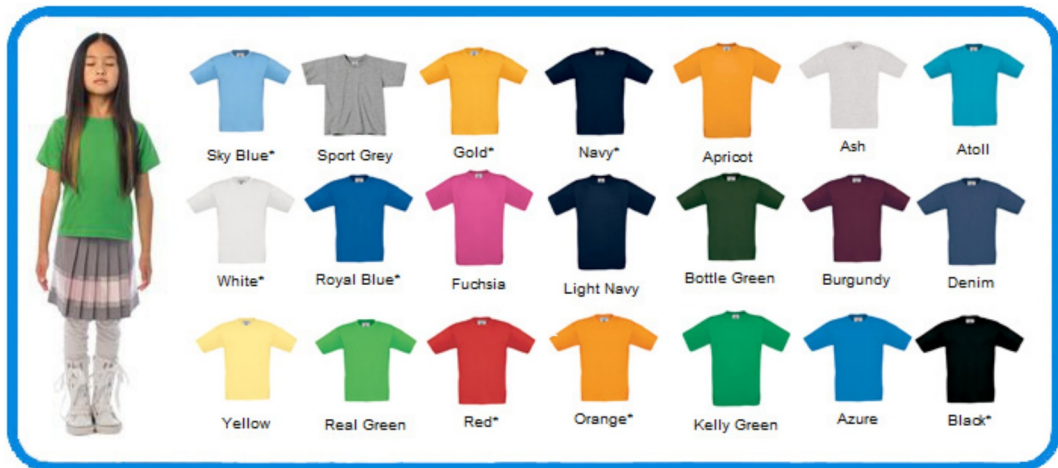 Sky Blue*
Sport Grey
Gold*
Navy*
Apricot
Ash
Atoll
White*
Royal Blue*
Fuchsia
Light Navy
Bottle Green
Burgundy
Denim
Yellow
Real Green
Red*
Orange*
Kelly Green
Azure
Black*